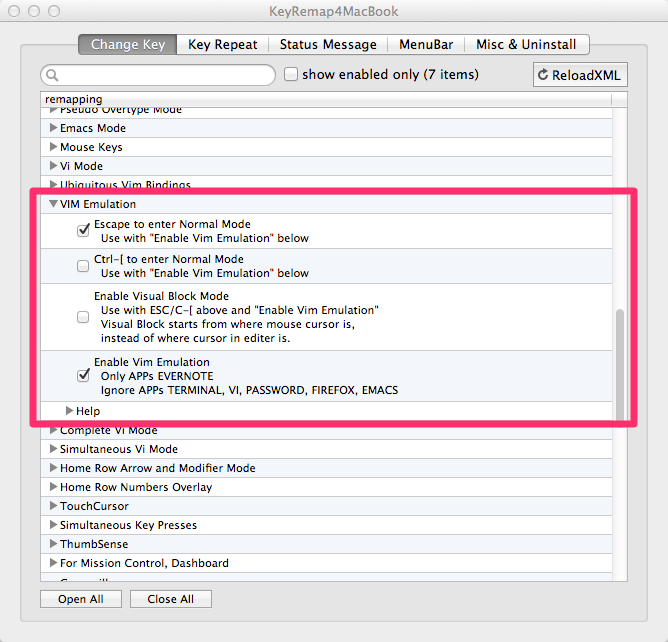 KeyRemap4MacBook
Change Key Key Repeat Status Message MenuBar Misc & Uninstall
show enabled only (7 items) ReloadXML
remapping
Pseudo Overtype Mode
Emacs Mode
Mouse Keys
Vi Mode
Ubiquitous Vim Bindings
VIM Emulation
Escape to enter Normal Mode
Use with "Enable Vim Emulation" below
Ctrl-[ to enter Normal Mode
Use with "Enable Vim Emulation" below
Enable Visual Block Mode
Use with ESC/C-[ above and "Enable Vim Emulation"
Visual Block starts from where mouse cursor is,
instead of where cursor in editer is.
Enable Vim Emulation
Only APPs EVERNOTE
Ignore APPs TERMINAL, VI, PASSWORD, FIREFOX, EMACS
Help
Complete Vi Mode
Simultaneous Vi Mode
Home Row Arrow and Modifier Mode
Home Row Numbers Overlay
TouchCursor
Simultaneous Key Presses
ThumbSense
For Mission Control, Dashboard
Open All Close All